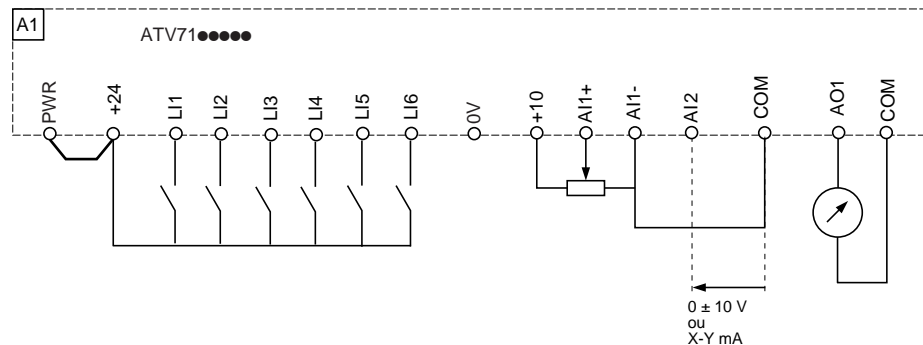 A1
ATV71●●●●●
PWR
+24
LI1
LI2
LI3
LI4
LI5
LI6
0V
+10
AI1+
AI1-
AI2
COM
AO1
COM
0 ± 10 V
ou
X-Y mA